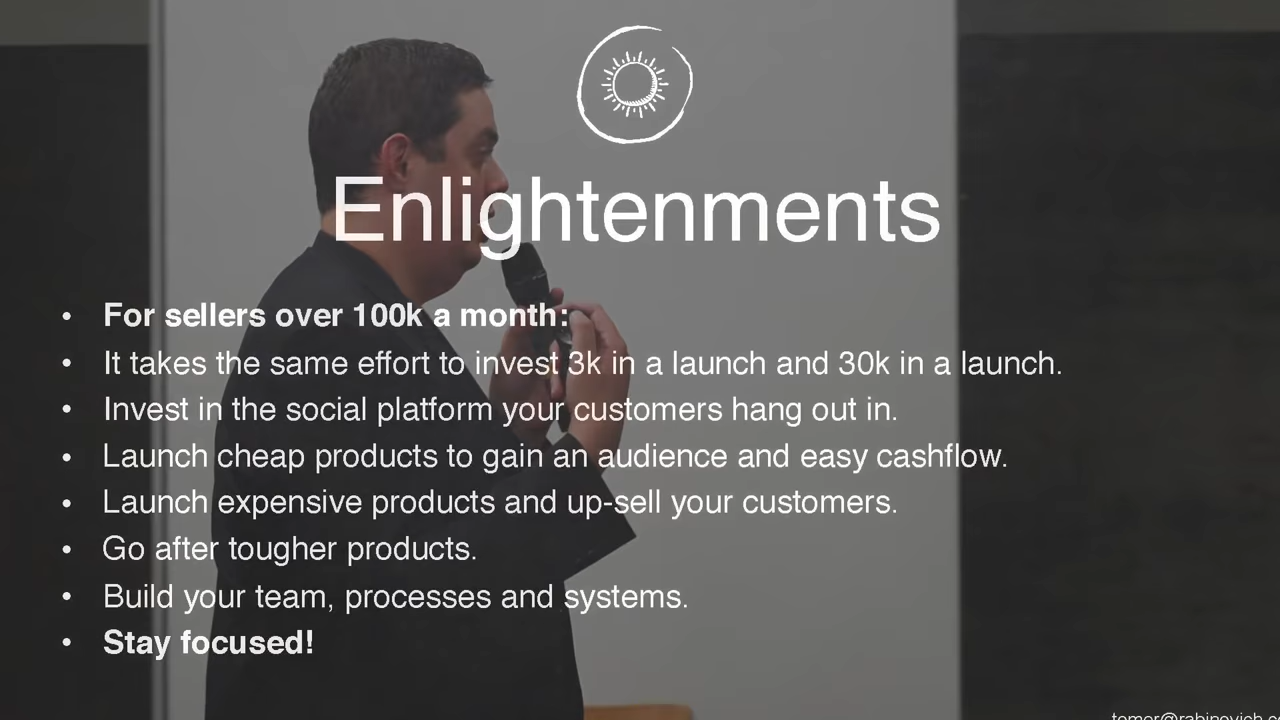 Enlightenments
• For sellers over 100k a month:
• It takes the same effort to invest 3k in a launch and 30k in a launch.
• Invest in the social platform your customers hang out in.
• Launch cheap products to gain an audience and easy cashflow.
• Launch expensive products and up-sell your customers.
• Go after tougher products.
• Build your team, processes and systems.
• Stay focused!